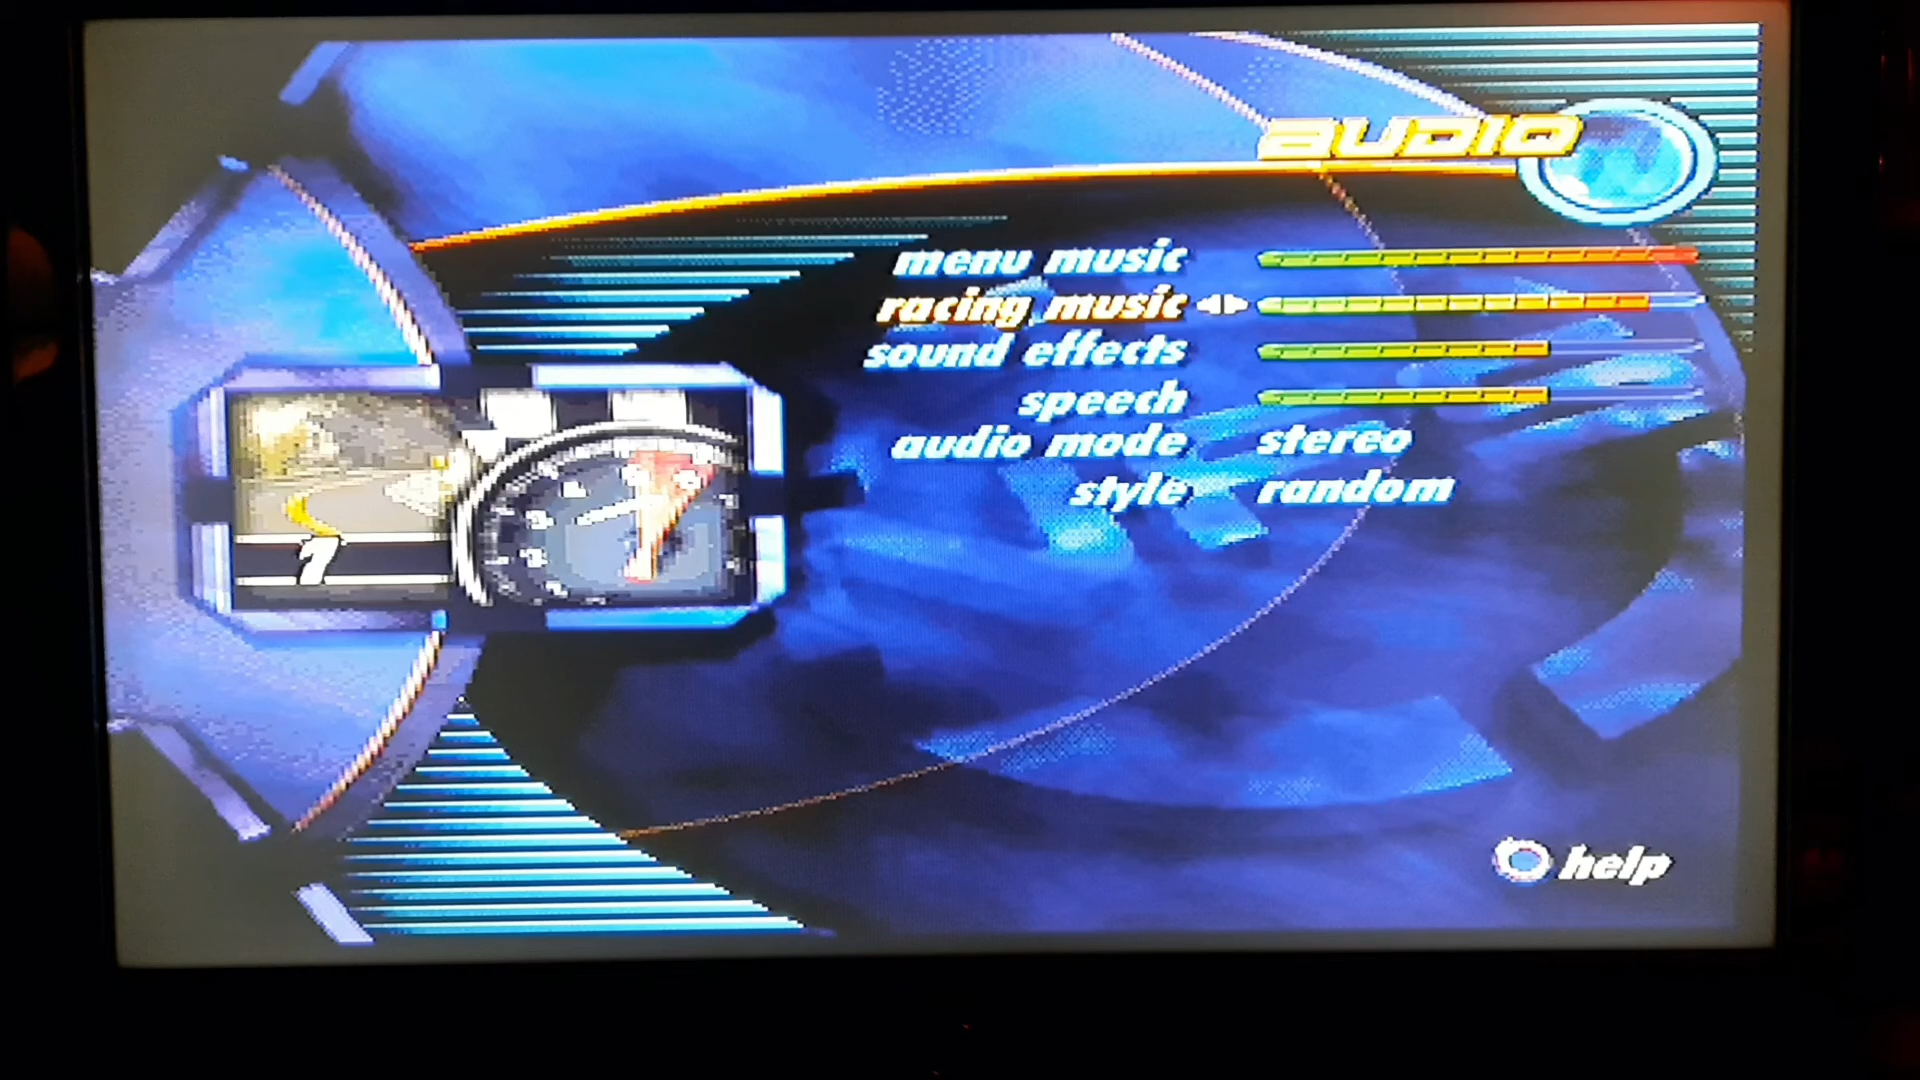 AUDIO
menu music
racing music
sound effects
speech
audio mode stereo
style random
1
help